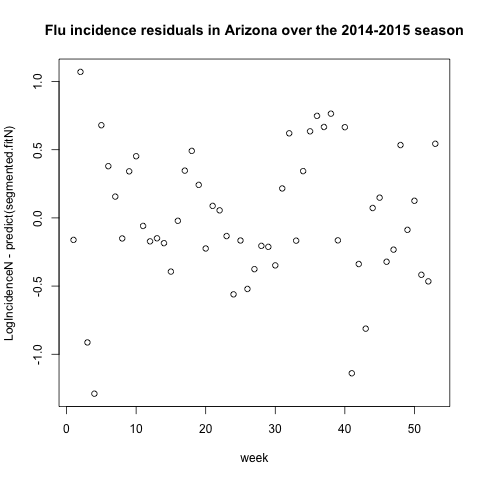 Flu incidence residuals in Arizona over the 2014-2015 season
LogIncidenceN - predict(segmented.fitN)
1.0
0.5
0.0
-0.5
-1.0
0 10 20 30 40 50
week